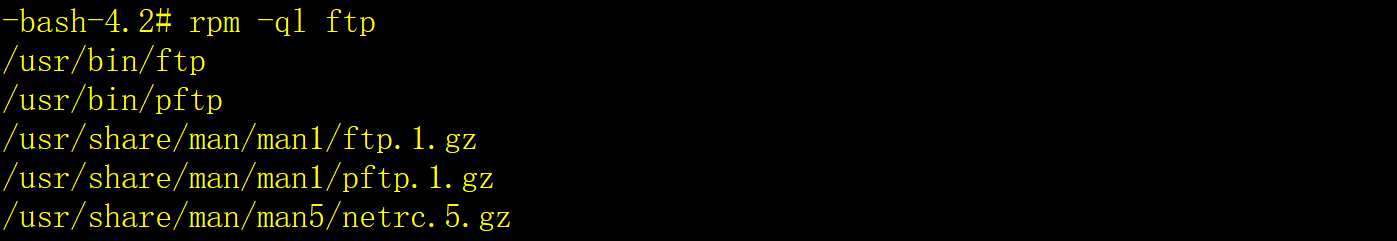 -bash-4.2# rpm -ql ftp
/usr/bin/ftp
/usr/bin/pftp
/usr/share/man/man1/ftp.1.gz
/usr/share/man/man1/pftp.1.gz
/usr/share/man/man5/netrc.5.gz